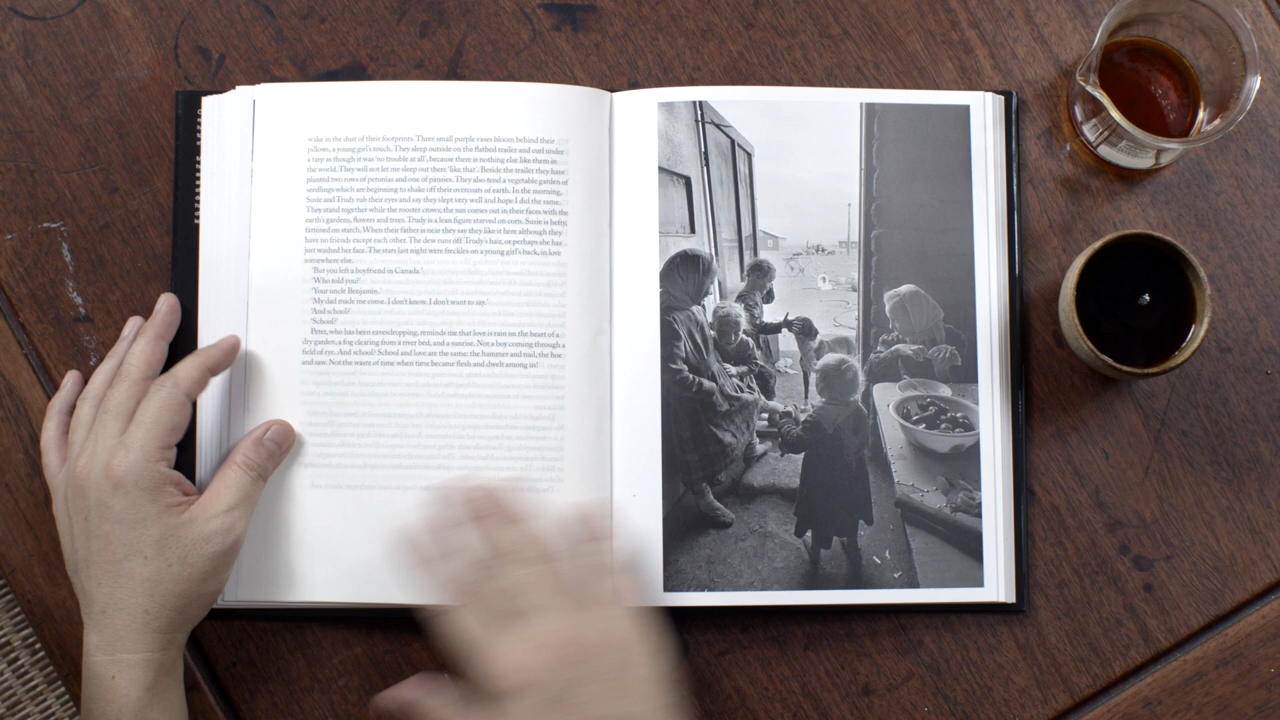 wake in the dust of their footprints. Three small purple vases bloom behind their
pillows, a young girl's touch. They sleep outside on the flatbed trailer and curl under
a tarp as though it was 'no trouble at all', because there is nothing else like them in
the world. They will not let me sleep out there 'like that'. Beside the trailer they have
planted two rows of petunias and one of pansies. They also tend a vegetable garden of
seedlings which are beginning to shake off their overcoats of earth. In the morning,
Susie and Trudy rub their eyes and say they slept very well and hope I did the same.
They stand together while the rooster crows; the sun comes out in their faces with the
earth's gardens, flowers and trees. Trudy is a lean figure starved on corn. Susie is hefty,
fattened on starch. When their father is near they say they like it here although they
have no friends except each other. The dew runs off Trudy's hair, or perhaps she has
just washed her face. The stars last night were freckles on a young girl's back, in love
somewhere else.
'But you left a boyfriend in Canada.'
'Who told you?'
'Your uncle Benjamin.'
'My dad made me come. I don't know. I don't want to say.'
'And school?'
'School?'
Peter, who has been eavesdropping, reminds me that love is rain on the heart of a
dry garden, a fog clearing from a river bed, and a sunrise. Not a boy coming through a
field of rye. And school? School and love are the same: the hammer and nail, the hoe
and saw. Not the waste of time when time became flesh and dwelt among us!